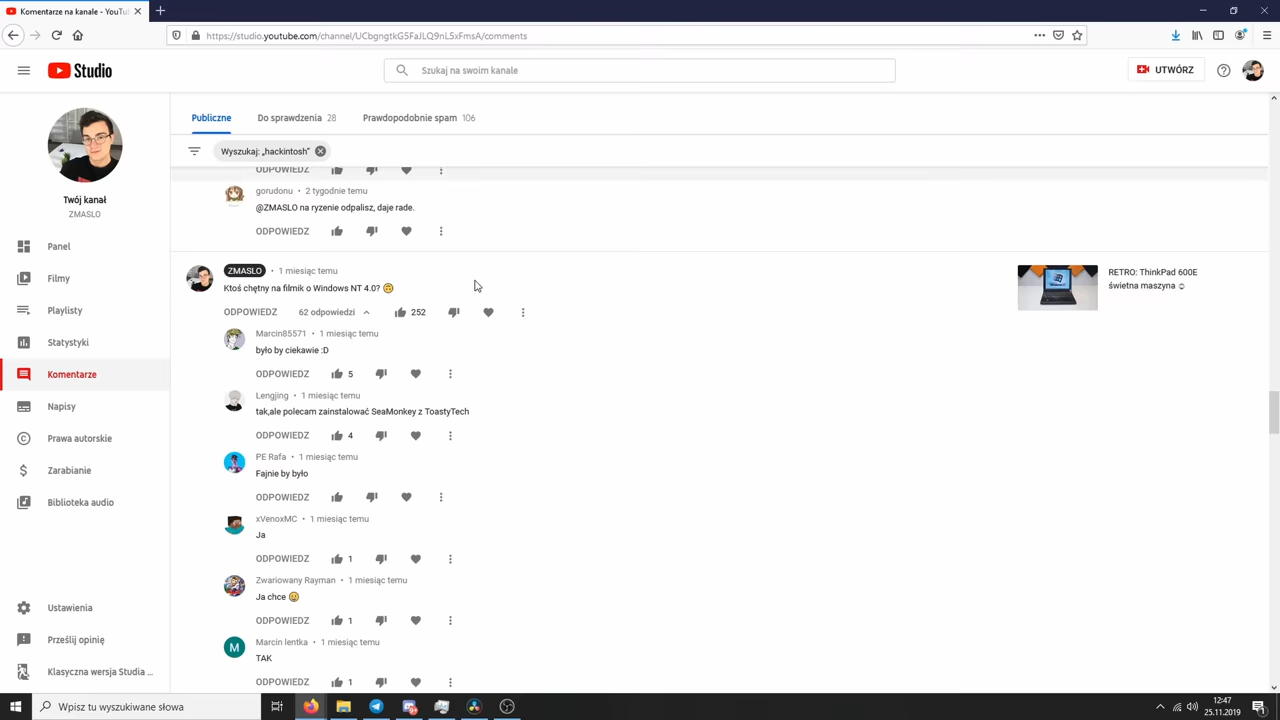 Komentarze na kanale - YouTu
https://studio.youtube.com/channel/UCbgngtkG5FaJLQ9nL5xFmsA/comments
Studio
Szukaj na swoim kanale
UTWÓRZ
Publiczne
Do sprawdzenia 28
Prawdopodobnie spam 106
Wyszukaj: „hackintosh”
Twój kanał
ZMASLO
Panel
Filmy
Playlisty
Statystyki
Komentarze
Napisy
Prawa autorskie
Zarabianie
Biblioteka audio
Ustawienia
Prześlij opinię
Klasyczna wersja Studia ...
ODPOWIEDZ
gorudonu • 2 tygodnie temu
@ZMASLO na ryzenie odpalisz, daje rade.
ODPOWIEDZ
ZMASLO • 1 miesiąc temu
Ktoś chętny na filmik o Windows NT 4.0? 🙃
ODPOWIEDZ 62 odpowiedzi 252
RETRO: ThinkPad 600E
świetna maszyna ☺
Marcin85571 • 1 miesiąc temu
było by ciekawie :D
ODPOWIEDZ 5
Lengjing • 1 miesiąc temu
tak,ale polecam zainstalować SeaMonkey z ToastyTech
ODPOWIEDZ 4
PE Rafa • 1 miesiąc temu
Fajnie by było
ODPOWIEDZ
xVenoxMC • 1 miesiąc temu
Ja
ODPOWIEDZ 1
Zwariowany Rayman • 1 miesiąc temu
Ja chce
ODPOWIEDZ 1
M
Marcin lentka • 1 miesiąc temu
TAK
ODPOWIEDZ 1
Wpisz tu wyszukiwane słowa
12:47
25.11.2019